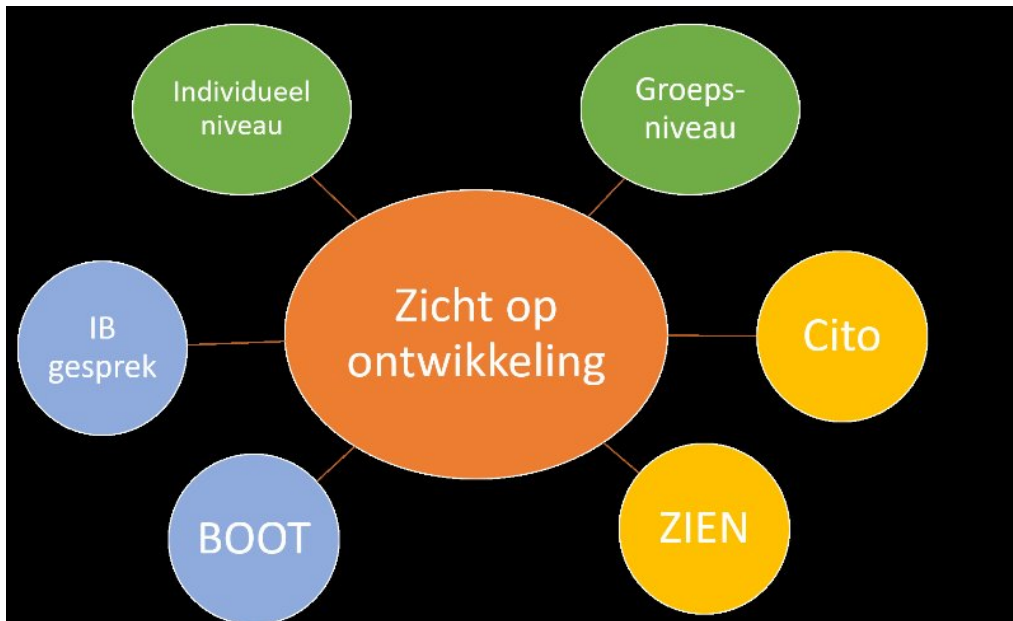 Individueel
niveau
Groeps-
niveau
Zicht op
ontwikkeling
IB
gesprek
Cito
BOOT
ZIEN